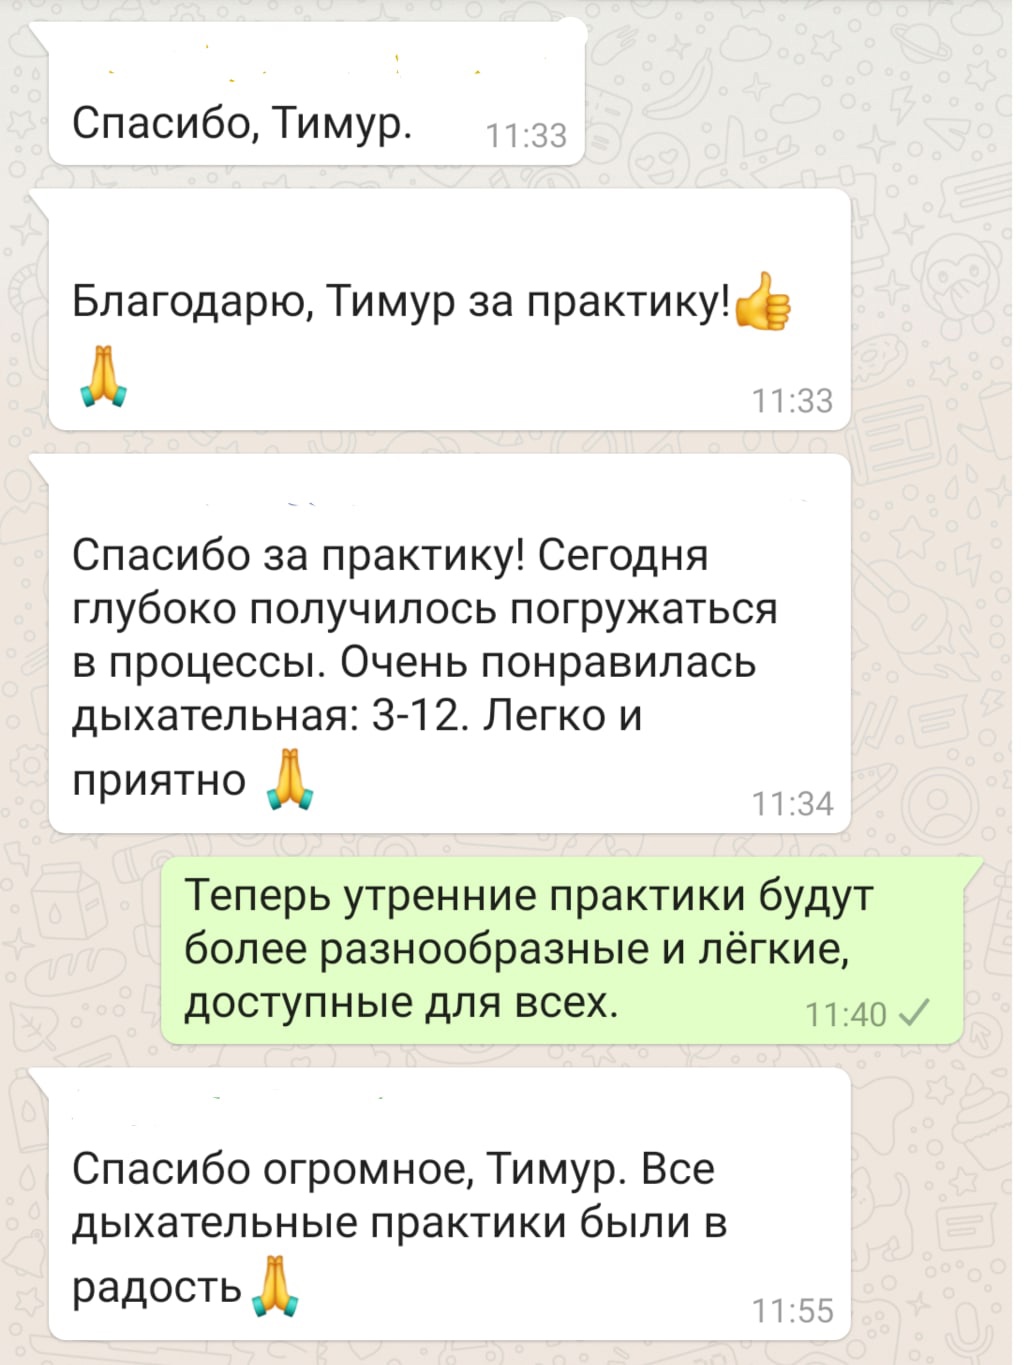 Спасибо, Тимур.
11:33
Благодарю, Тимур за практику!👍
🙏
11:33
Спасибо за практику! Сегодня
глубоко получилось погружаться
в процессы. Очень понравилась
дыхательная: 3-12. Легко и
приятно 🙏
11:34
Теперь утренние практики будут
более разнообразные и лёгкие,
доступные для всех.
11:40
Спасибо огромное, Тимур. Все
дыхательные практики были в
радость🙏
11:55